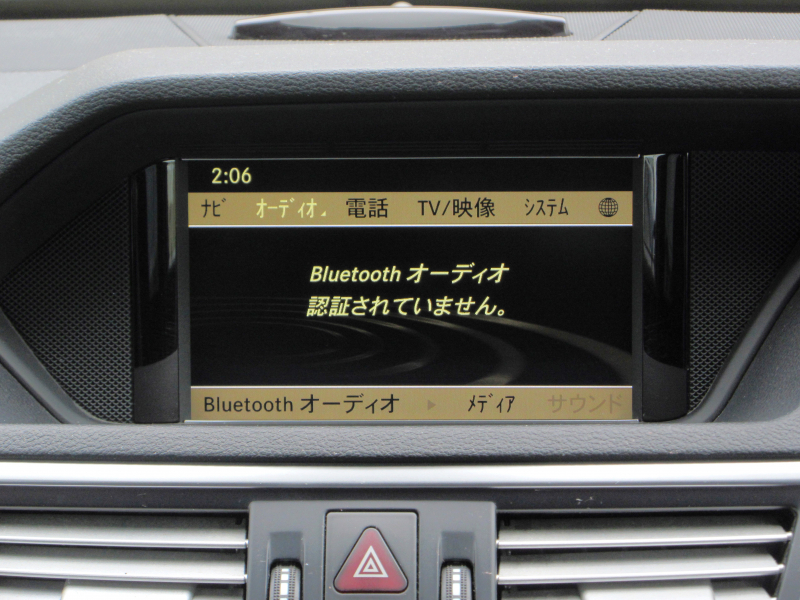 2:06
ﾅﾋﾞ ｵｰﾃﾞｨｵ 電話 TV/映像 ｼｽﾃﾑ
Bluetooth オーディオ
認証されていません。
Bluetooth オーディオ ﾒﾃﾞｨｱ サウンド